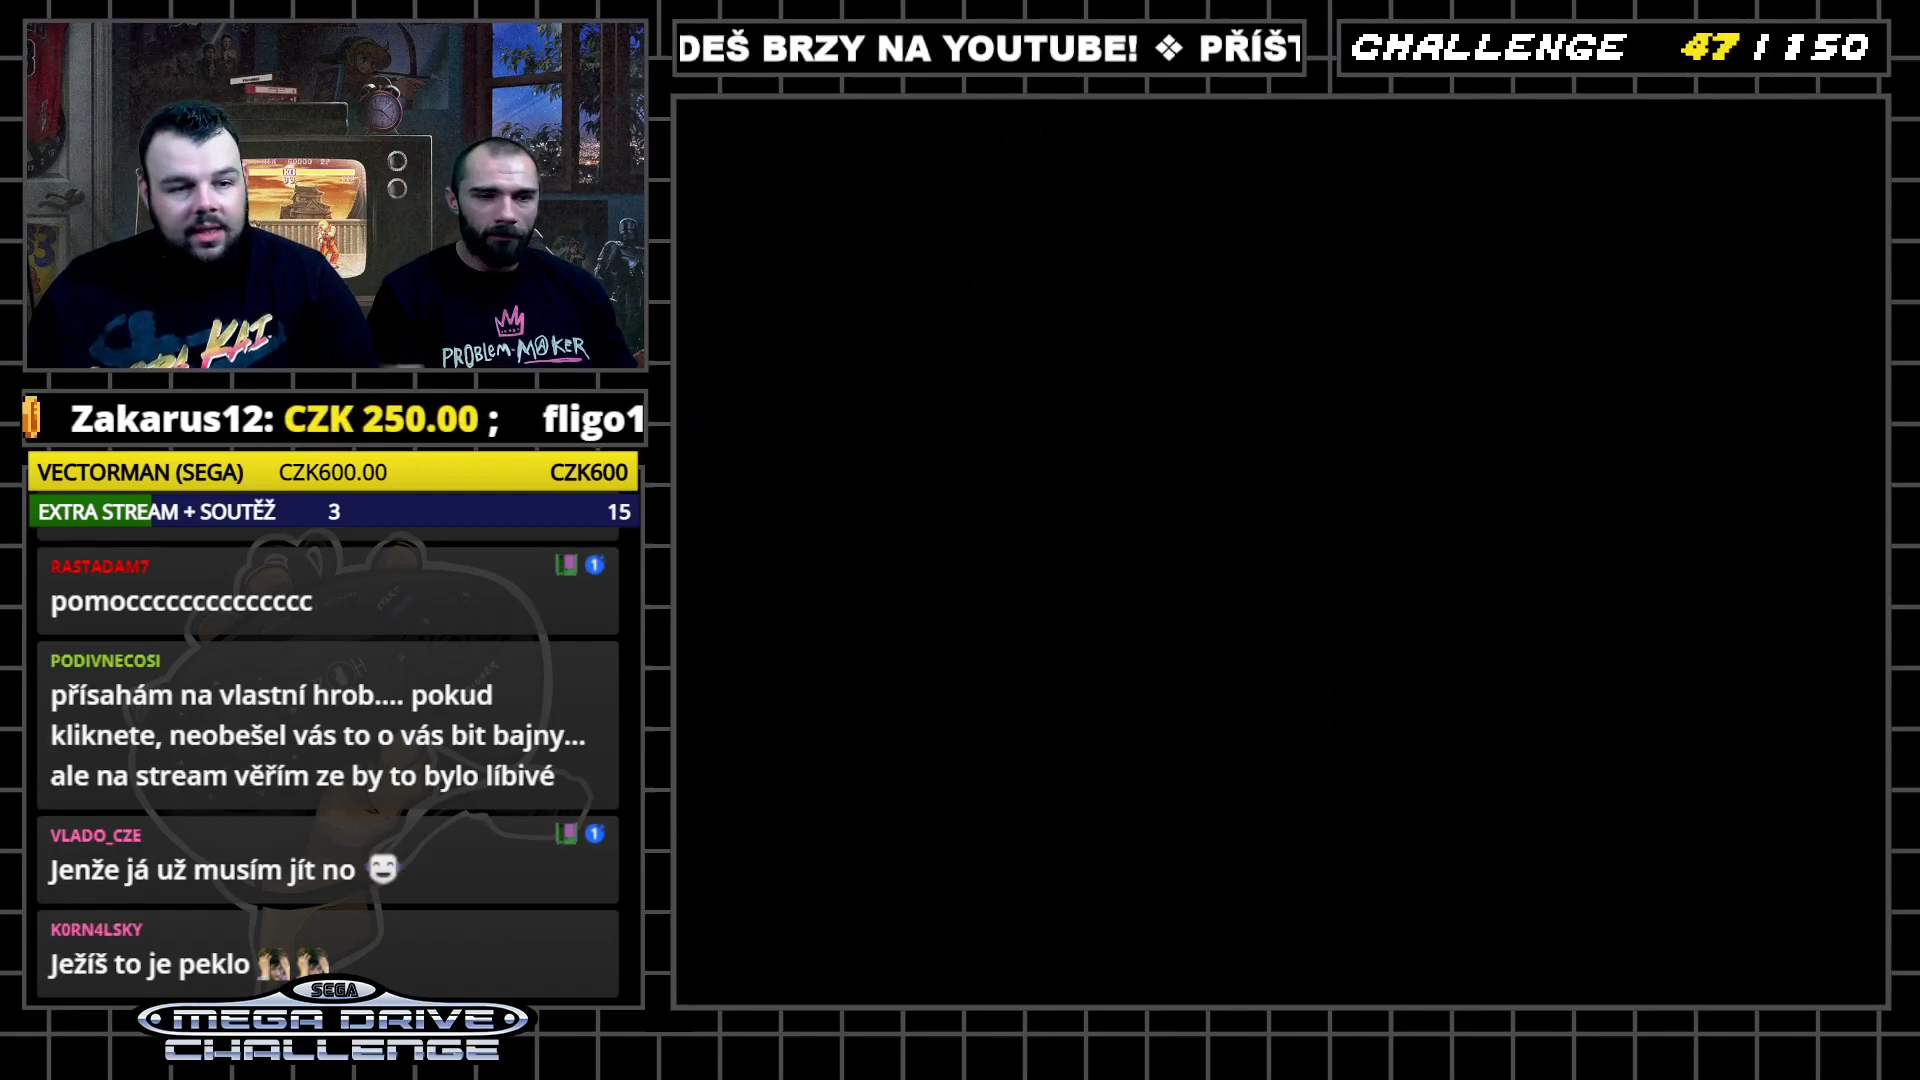 DEŠ BRZY NA YOUTUBE! ❖ PŘÍŠT
CHALLENGE 47 / 150
PROBLEM-MAKER
KAI
Zakarus12: CZK 250.00 ; fligo1
VECTORMAN (SEGA) CZK600.00 CZK600
EXTRA STREAM + SOUTĚŽ 3 15
RASTADAM7
pomocccccccccccccc
PODIVNECOSI
přísahám na vlastní hrob.... pokud
kliknete, neobešel vás to o vás bit bajny...
ale na stream věřím ze by to bylo líbivé
VLADO_CZE
Jenže já už musím jít no
K0RN4LSKY
Ježíš to je peklo
SEGA
MEGA DRIVE
CHALLENGE